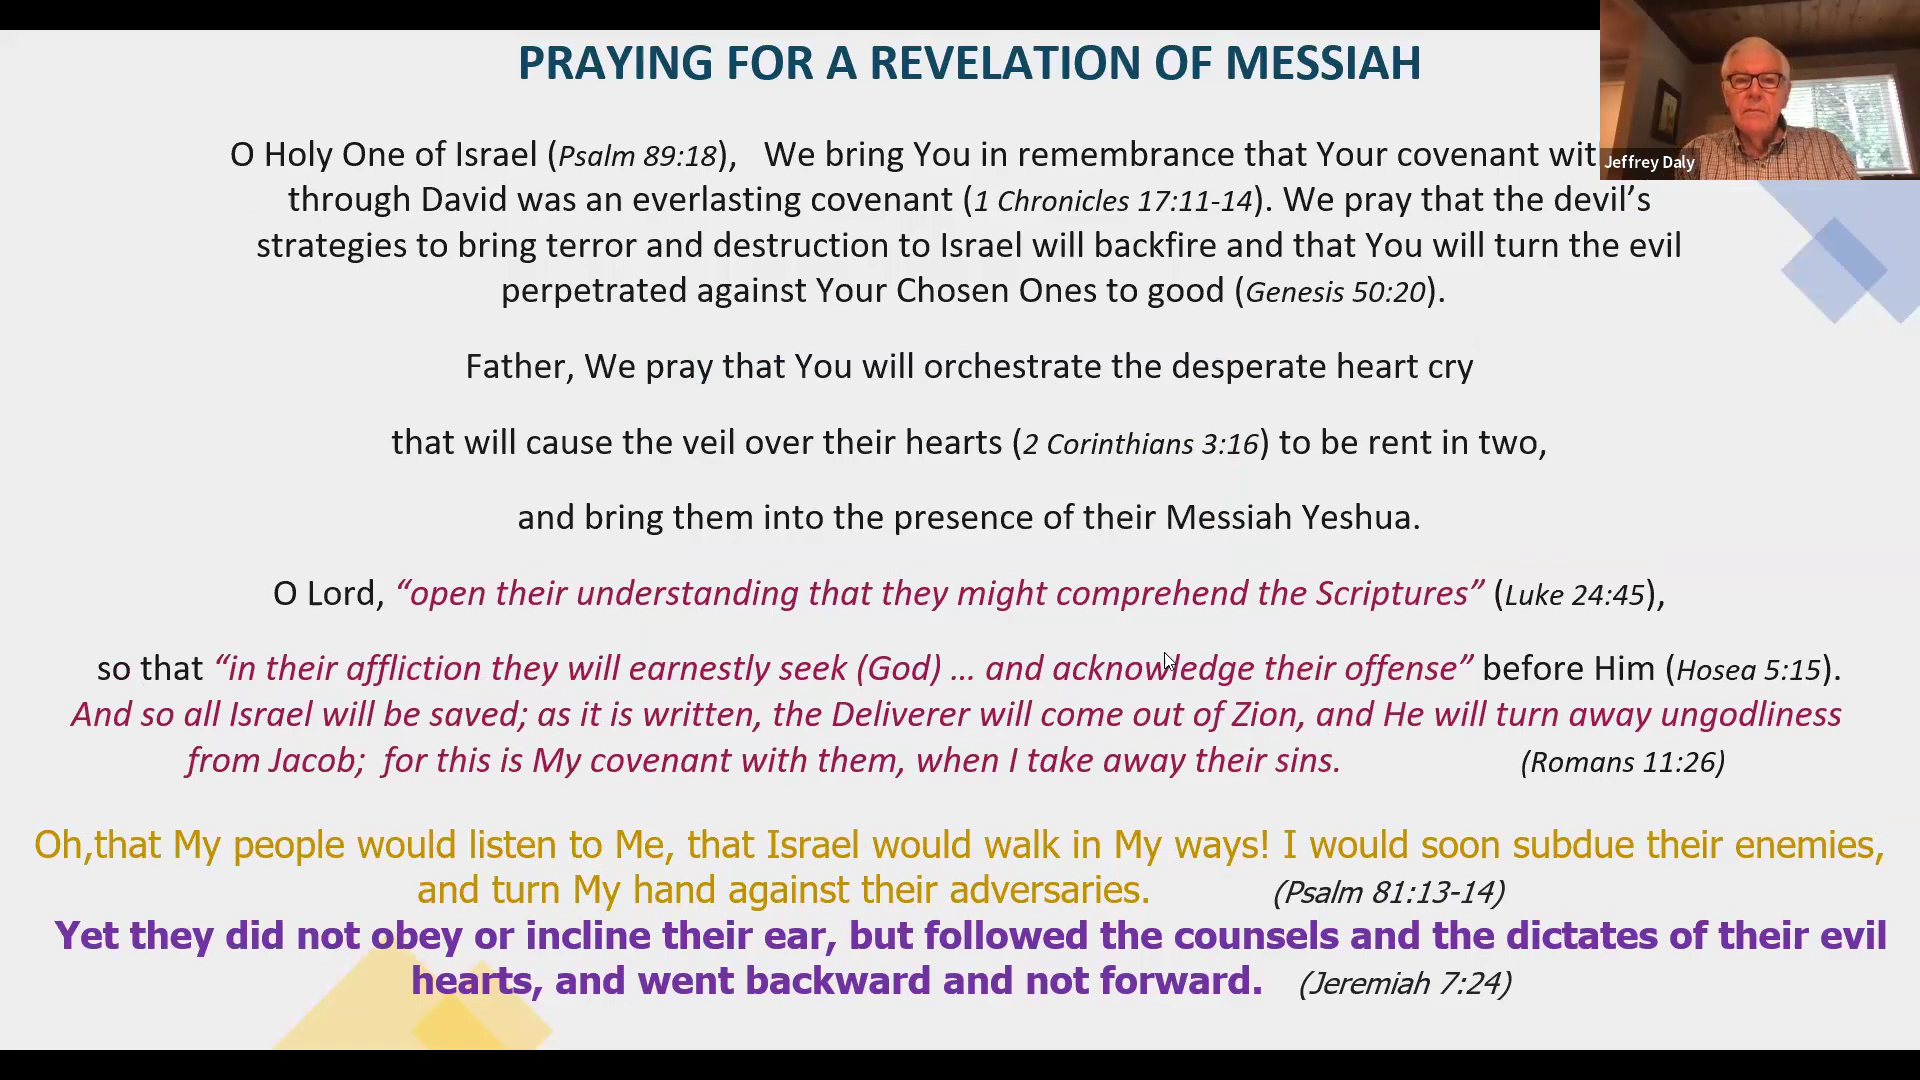 PRAYING FOR A REVELATION OF MESSIAH
O Holy One of Israel (Psalm 89:18), We bring You in remembrance that Your covenant
Jeffrey Daly
through David was an everlasting covenant (1 Chronicles 17:11-14). We pray that the devil’s
strategies to bring terror and destruction to Israel will backfire and that You will turn the evil
perpetrated against Your Chosen Ones to good (Genesis 50:20).
Father, We pray that You will orchestrate the desperate heart cry
that will cause the veil over their hearts (2 Corinthians 3:16) to be rent in two,
and bring them into the presence of their Messiah Yeshua.
O Lord, “open their understanding that they might comprehend the Scriptures” (Luke 24:45),
so that “in their affliction they will earnestly seek (God) ... and acknowledge their offense” before Him (Hosea 5:15).
And so all Israel will be saved; as it is written, the Deliverer will come out of Zion, and He will turn away ungodliness
from Jacob; for this is My covenant with them, when I take away their sins. (Romans 11:26)
Oh,that My people would listen to Me, that Israel would walk in My ways! I would soon subdue their enemies,
and turn My hand against their adversaries. (Psalm 81:13-14)
Yet they did not obey or incline their ear, but followed the counsels and the dictates of their evil
hearts, and went backward and not forward. (Jeremiah 7:24)